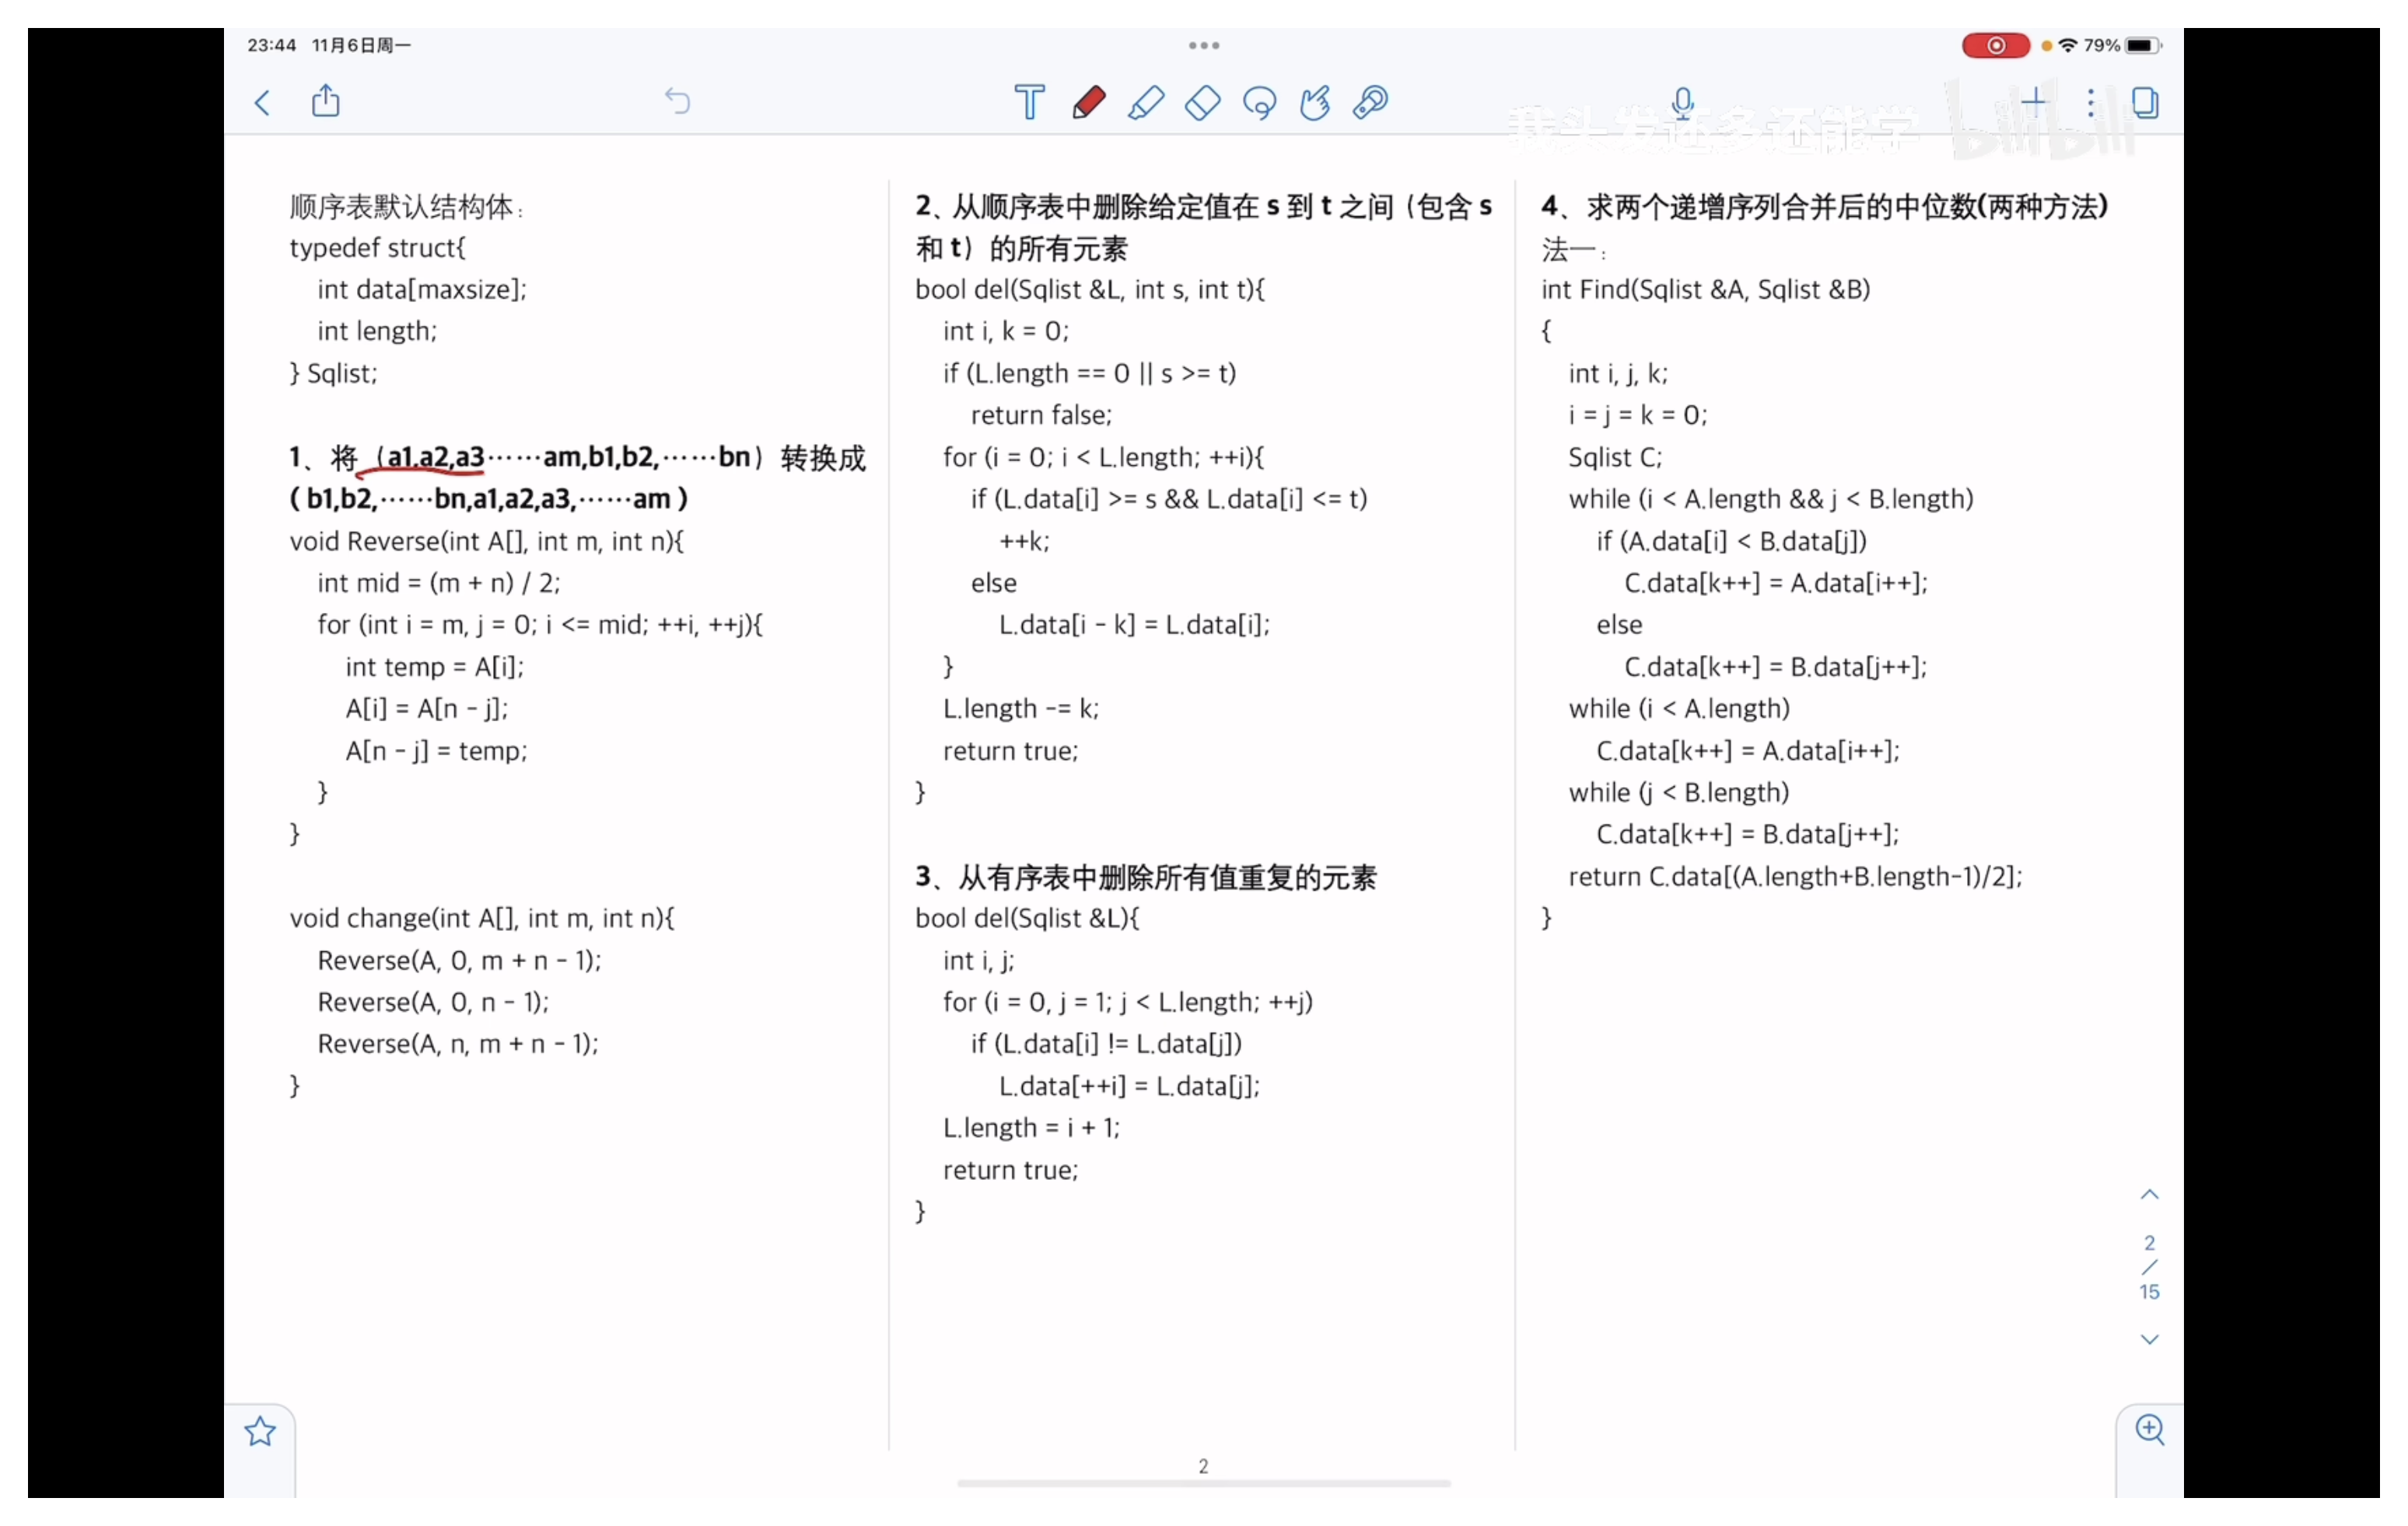 23:44 11月6日周一
79%
我头发还多还能学 bilibili
顺序表默认结构体：
typedef struct{
int data[maxsize];
int length;
} Sqlist;
1、将（a1,a2,a3……am,b1,b2,……bn）转换成
( b1,b2,……bn,a1,a2,a3,……am )
void Reverse(int A[], int m, int n){
int mid = (m + n) / 2;
for (int i = m, j = 0; i <= mid; ++i, ++j){
int temp = A[i];
A[i] = A[n - j];
A[n - j] = temp;
}
}
void change(int A[], int m, int n){
Reverse(A, 0, m + n - 1);
Reverse(A, 0, n - 1);
Reverse(A, n, m + n - 1);
}
2、从顺序表中删除给定值在 s 到 t 之间（包含 s
和 t）的所有元素
bool del(Sqlist &L, int s, int t){
int i, k = 0;
if (L.length == 0 || s >= t)
return false;
for (i = 0; i < L.length; ++i){
if (L.data[i] >= s && L.data[i] <= t)
++k;
else
L.data[i - k] = L.data[i];
}
L.length -= k;
return true;
}
3、从有序表中删除所有值重复的元素
bool del(Sqlist &L){
int i, j;
for (i = 0, j = 1; j < L.length; ++j)
if (L.data[i] != L.data[j])
L.data[++i] = L.data[j];
L.length = i + 1;
return true;
}
4、求两个递增序列合并后的中位数(两种方法)
法一：
int Find(Sqlist &A, Sqlist &B)
{
int i, j, k;
i = j = k = 0;
Sqlist C;
while (i < A.length && j < B.length)
if (A.data[i] < B.data[j])
C.data[k++] = A.data[i++];
else
C.data[k++] = B.data[j++];
while (i < A.length)
C.data[k++] = A.data[i++];
while (j < B.length)
C.data[k++] = B.data[j++];
return C.data[(A.length+B.length-1)/2];
}
2
/
15
2